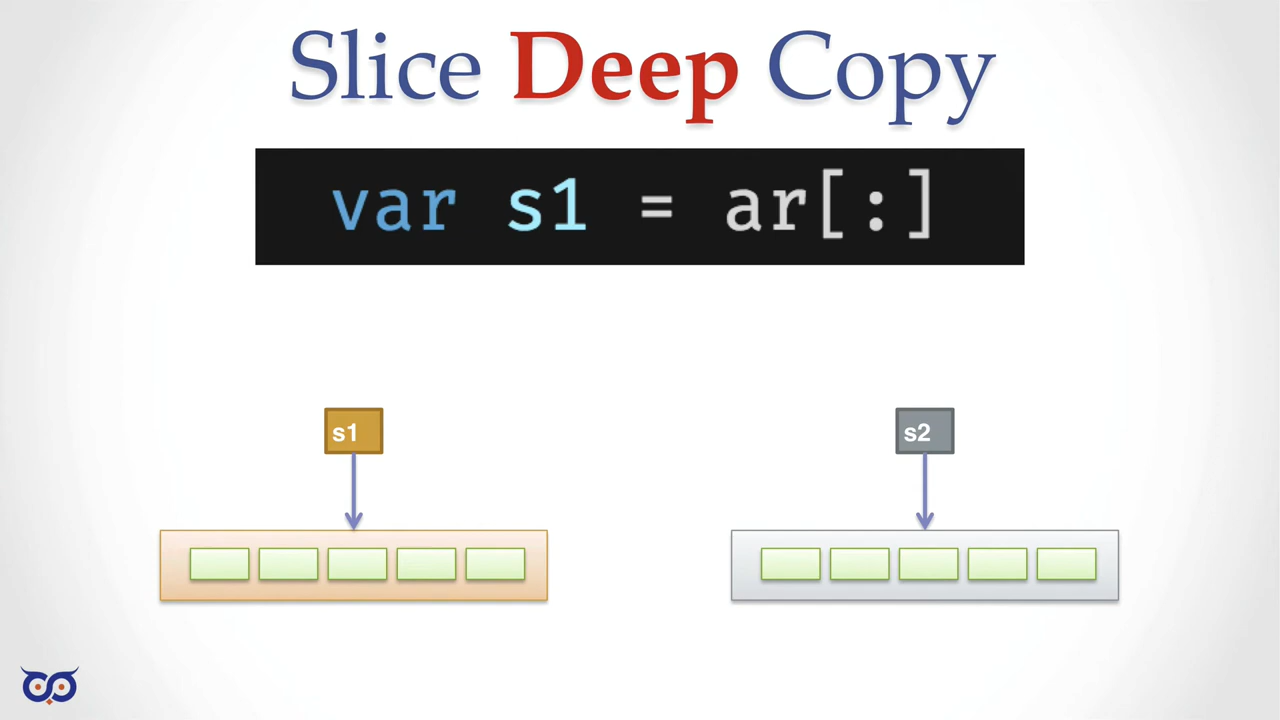 Slice Deep Copy
var s1 = ar[:]
s1
s2